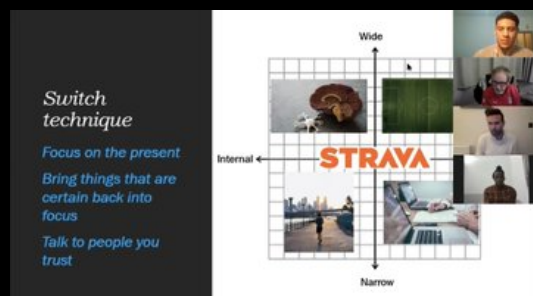 Switch
technique
Focus on the present
Bring things that are
certain back into
focus
Talk to people you
trust
Wide
Internal
STRAVA
Narrow